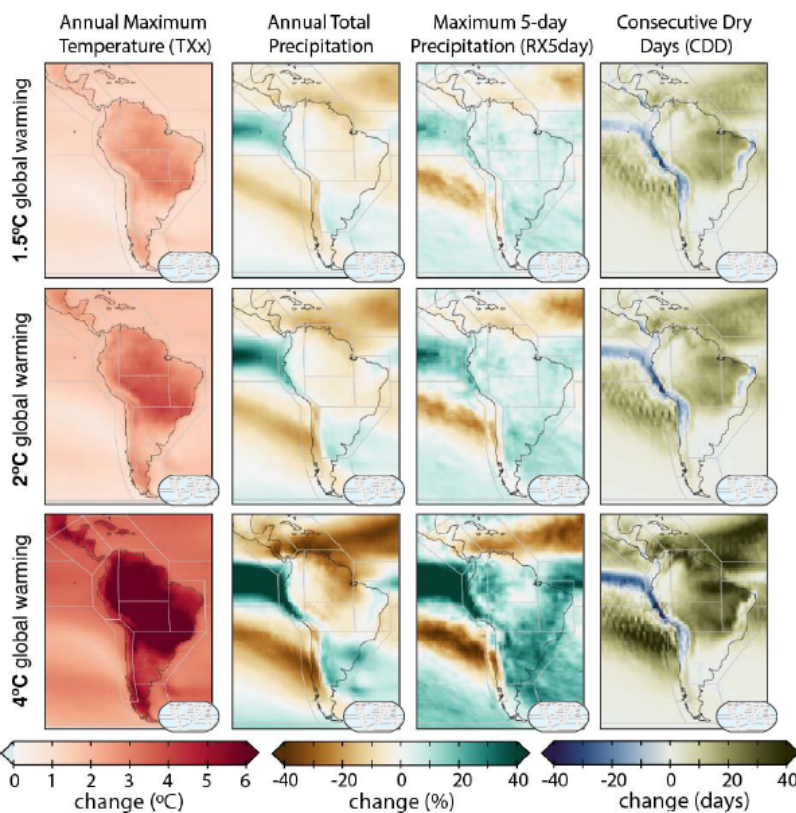 Annual Maximum
Temperature (TXx)
Annual Total
Precipitation
Maximum 5-day
Precipitation (RX5day)
Consecutive Dry
Days (CDD)
1.5ºC global warming
2ºC global warming
4ºC global warming
0 1 2 3 4 5 6
change (ºC)
-40 -20 0 20 40
change (%)
-40 -20 0 20 40
change (days)